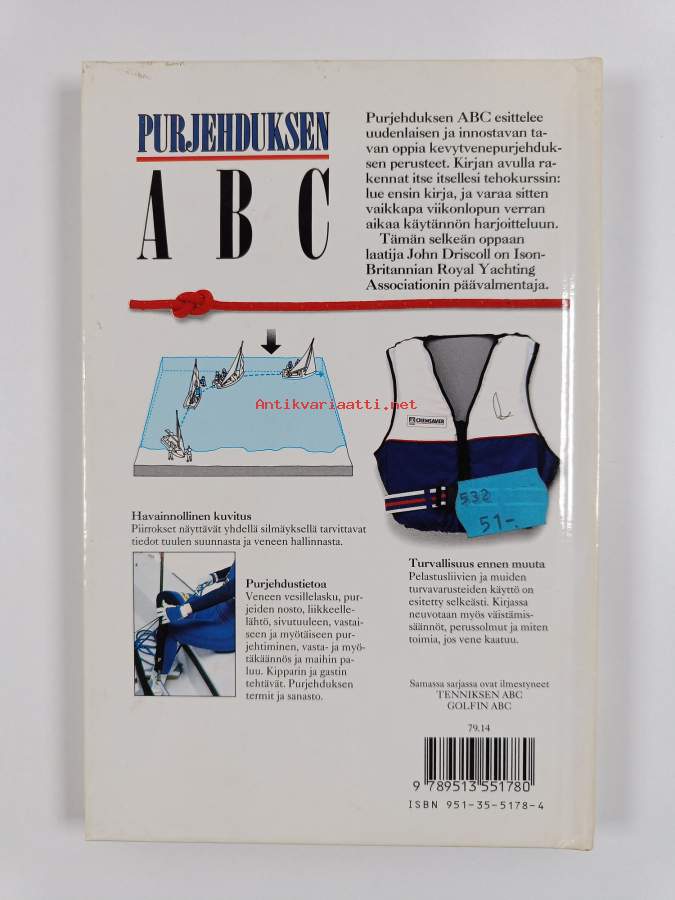 PURJEHDUKSEN
A B C
Purjehduksen ABC esittelee
uudenlaisen ja innostavan ta-
van oppia kevytvenepurjehduk-
sen perusteet. Kirjan avulla ra-
kennat itse itsellesi tehokurssin:
lue ensin kirja, ja varaa sitten
vaikkapa viikonlopun verran
aikaa käytännön harjoitteluun.
Tämän selkeän oppaan
laatija John Driscoll on Ison-
Britannian Royal Yachting
Associationin päävalmentaja.
Antikvariaatti.net
CREWSAVER
532
51-
Havainnollinen kuvitus
Piirrokset näyttävät yhdellä silmäyksellä tarvittavat
tiedot tuulen suunnasta ja veneen hallinnasta.
Purjehdustietoa
Veneen vesillelasku, pur-
jeiden nosto, liikkeelle-
lähtö, sivutuuleen, vastai-
seen ja myötäiseen pur-
jehtiminen, vasta- ja myö-
täkäännös ja maihin pa-
luu. Kipparin ja gastin
tehtävät. Purjehduksen
termit ja sanasto.
Turvallisuus ennen muuta
Pelastusliivien ja muiden
turvavarusteiden käyttö on
esitetty selkeästi. Kirjassa
neuvotaan myös väistämis-
säännöt, perussolmut ja miten
toimia, jos vene kaatuu.
Samassa sarjassa ovat ilmestyneet
TENNIKSEN ABC
GOLFIN ABC
79.14
9 789513 551780
ISBN 951-35-5178-4